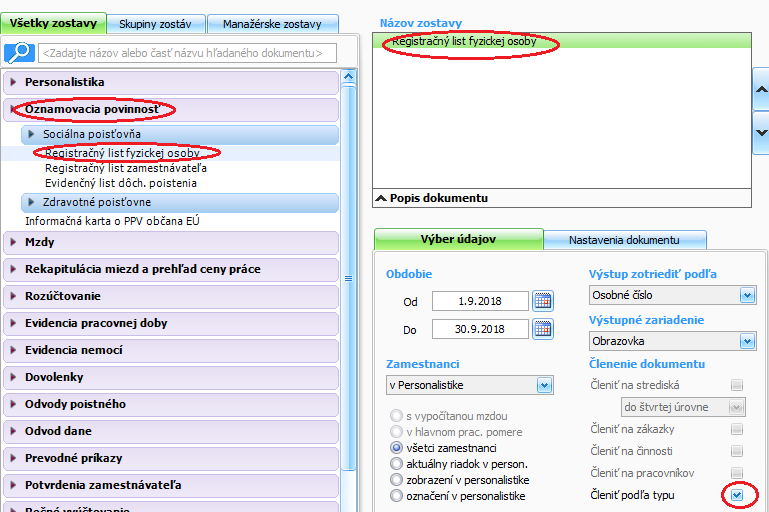 Všetky zostavy
Skupiny zostáv
Manažérske zostavy
<Zadajte názov alebo časť názvu hľadaného dokumentu>
Personalistika
Oznamovacia povinnosť
Sociálna poisťovňa
Registračný list fyzickej osoby
Registračný list zamestnávateľa
Evidenčný list dôch. poistenia
Zdravotné poisťovne
Informačná karta o PPV občana EÚ
Mzdy
Rekapitulácia miezd a prehľad ceny práce
Rozúčtovanie
Evidencia pracovnej doby
Evidencia nemocí
Dovolenky
Odvody poistného
Odvod dane
Prevodné príkazy
Potvrdenia zamestnávateľa
Ročné vyúčtovanie
Názov zostavy
Registračný list fyzickej osoby
Popis dokumentu
Výber údajov
Nastavenia dokumentu
Obdobie
Od 1.9.2018
Do 30.9.2018
Zamestnanci
v Personalistike
s vypočítanou mzdou
v hlavnom prac. pomere
všetci zamestnanci
aktuálny riadok v person.
zobrazení v personalistike
označení v personalistike
Výstup zotriediť podľa
Osobné číslo
Výstupné zariadenie
Obrazovka
Členenie dokumentu
Členiť na strediská
do štvrtej úrovne
Členiť na zákazky
Členiť na činnosti
Členiť na pracovníkov
Členiť podľa typu